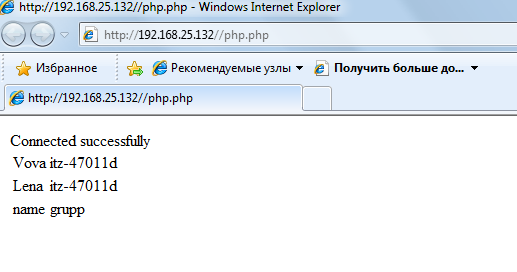 http://192.168.25.132//php.php - Windows Internet Explorer
http://192.168.25.132//php.php
Избранное
Рекомендуемые узлы
Получить больше до...
http://192.168.25.132//php.php
Connected successfully
Vova itz-47011d
Lena itz-47011d
name grupp